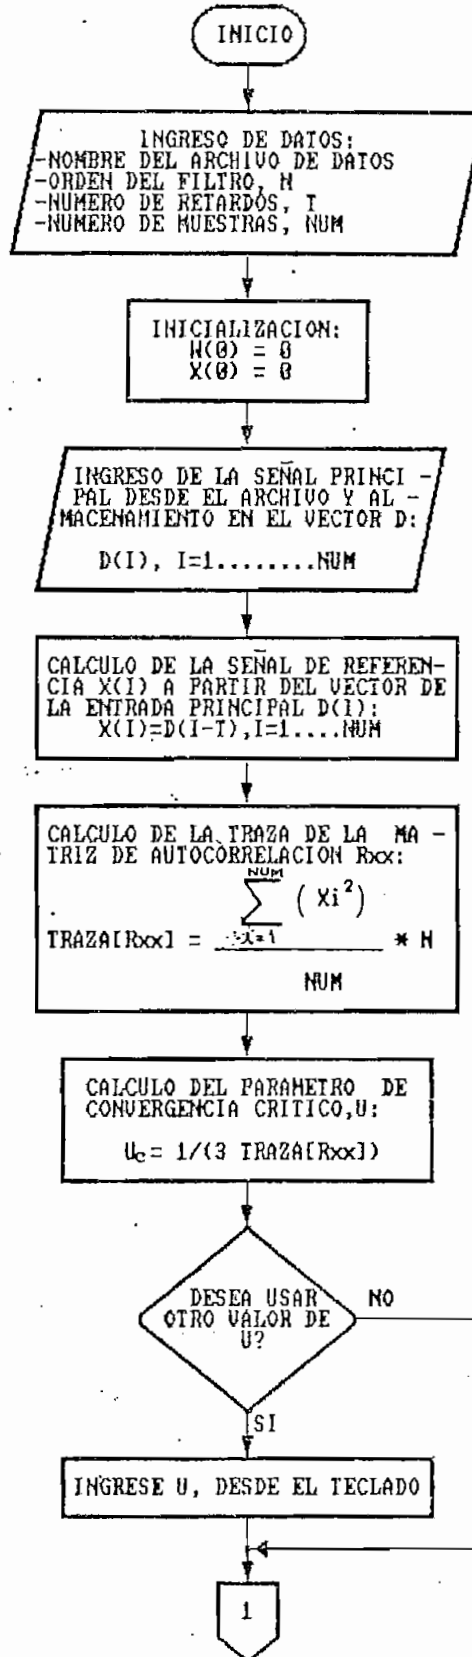 INICIO
INGRESO DE DATOS:
-NOMBRE DEL ARCHIVO DE DATOS
-ORDEN DEL FILTRO, N
-NUMERO DE RETARDOS, T
-NUMERO DE MUESTRAS, NUM
INICIALIZACION:
W(0) = 0
X(0) = 0
INGRESO DE LA SEÑAL PRINCI -
PAL DESDE EL ARCHIVO Y AL -
MACENAMIENTO EN EL VECTOR D:
D(I), I=1........NUM
CALCULO DE LA SEÑAL DE REFEREN-
CIA X(I) A PARTIR DEL VECTOR DE
LA ENTRADA PRINCIPAL D(I):
X(I)=D(I-T),I=1....NUM
CALCULO DE LA TRAZA DE LA MA -
TRIZ DE AUTOCORRELACION Rxx:
NUM
∑ ( Xi²)
i=1
TRAZA[Rxx] = * N
NUM
CALCULO DEL PARAMETRO DE
CONVERGENCIA CRITICO,U:
Uc= 1/(3 TRAZA[Rxx])
DESEA USAR
OTRO VALOR DE
U?
NO
SI
INGRESE U, DESDE EL TECLADO
1